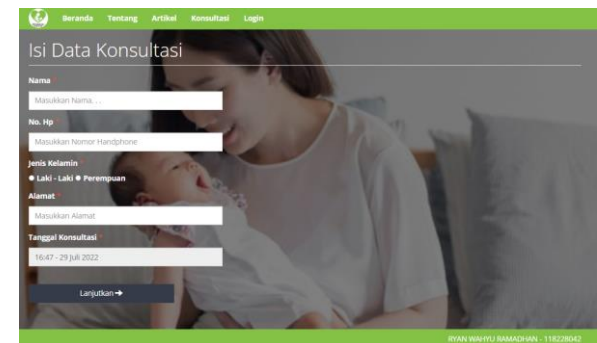 Beranda Tentang Artikel Konsultasi Login
Isi Data Konsultasi
Nama *
Masukkan Nama. . .
No. Hp *
Masukkan Nomor Handphone
Jenis Kelamin *
Laki - Laki Perempuan
Alamat *
Masukkan Alamat
Tanggal Konsultasi *
16:47 - 29 Juli 2022
Lanjutkan →
RYAN WAHYU RAMADHAN - 118228042